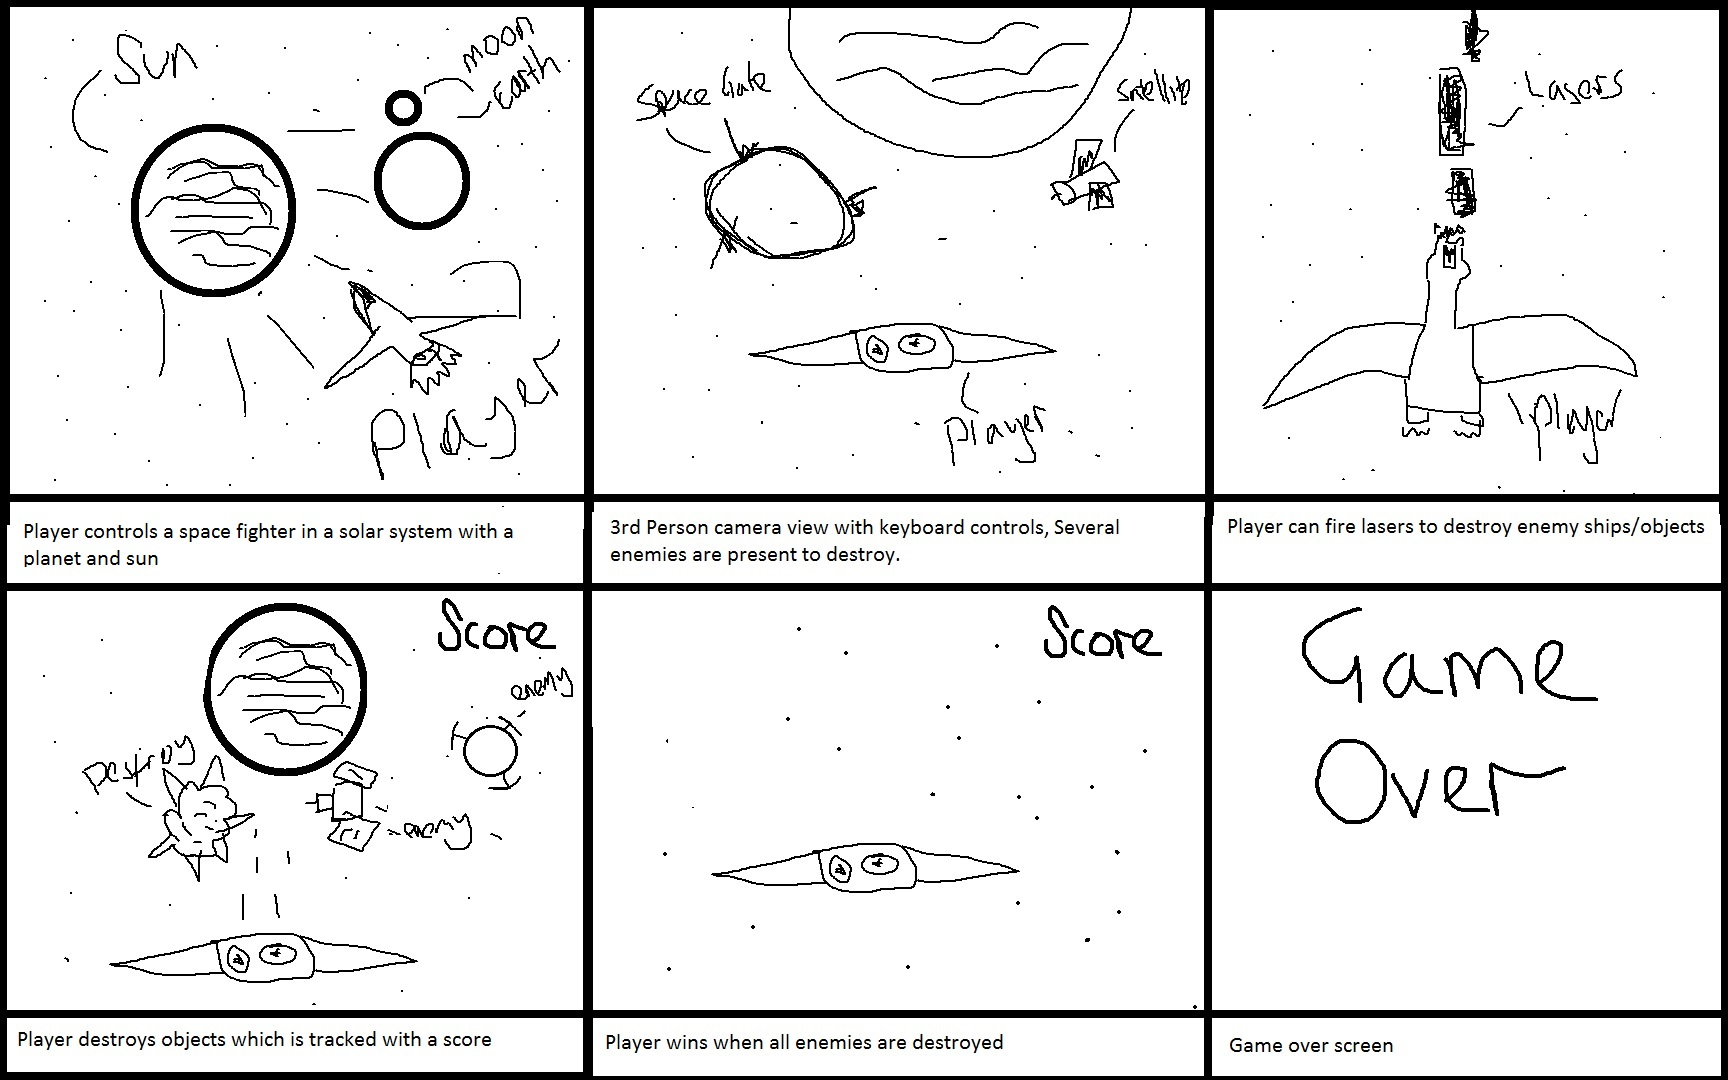 Sun
moon
Earth
Player
Player controls a space fighter in a solar system with a
planet and sun
Space Gate
Satellite
Player
3rd Person camera view with keyboard controls, Several
enemies are present to destroy.
Lasers
Player
Player can fire lasers to destroy enemy ships/objects
Score
enemy
Destroy
enemy
Player destroys objects which is tracked with a score
Score
Player wins when all enemies are destroyed
Game
Over
Game over screen